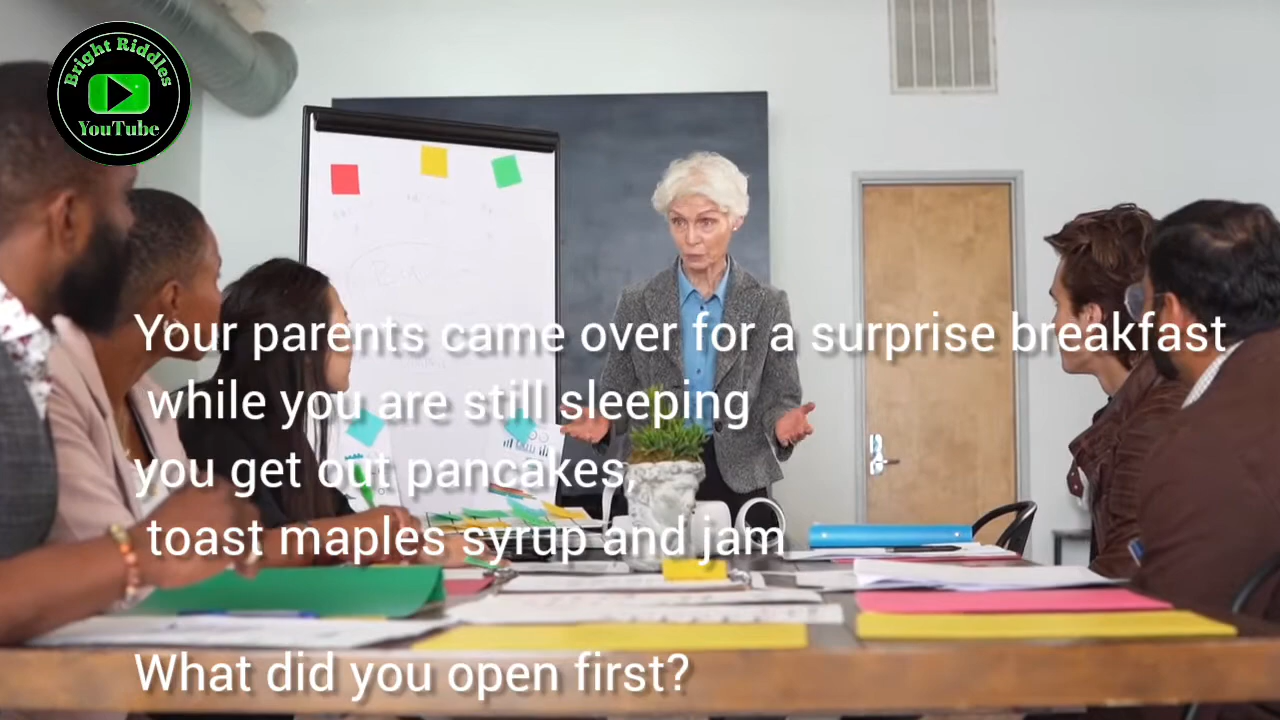 Bright Riddles
YouTube
Your parents came over for a surprise breakfast
while you are still sleeping
you get out pancakes,
toast maples syrup and jam
What did you open first?